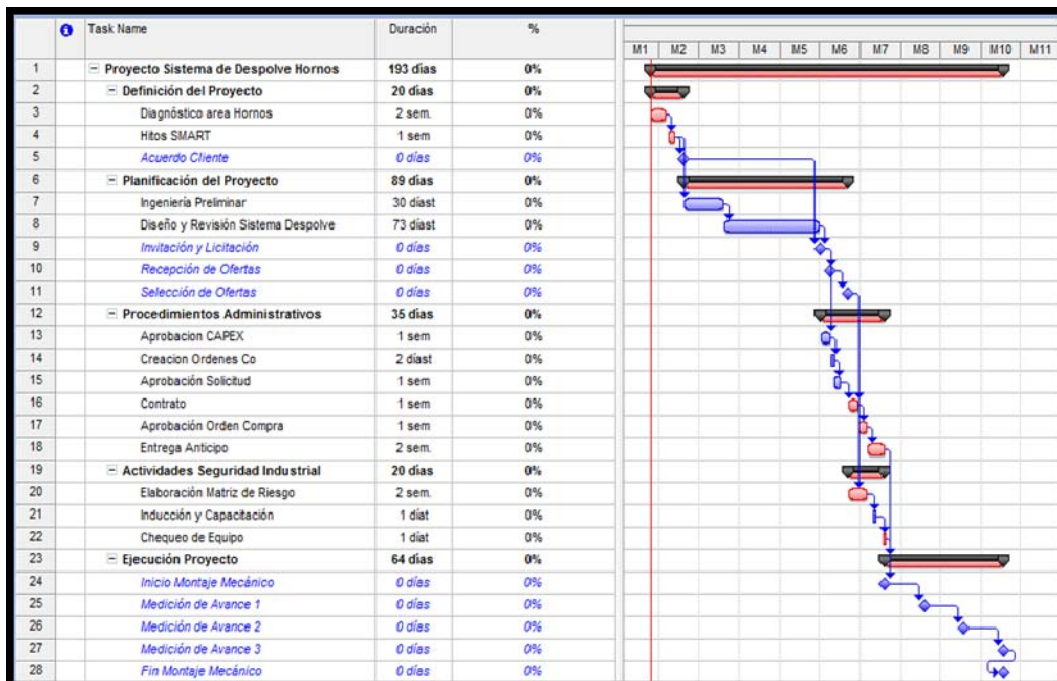 Task Name Duración %
M1 M2 M3 M4 M5 M6 M7 M8 M9 M10 M11
1 Proyecto Sistema de Despolve Hornos 193 días 0%
2 Definición del Proyecto 20 días 0%
3 Diagnóstico area Hornos 2 sem. 0%
4 Hitos SMART 1 sem 0%
5 Acuerdo Cliente 0 días 0%
6 Planificación del Proyecto 89 días 0%
7 Ingeniería Preliminar 30 díast 0%
8 Diseño y Revisión Sistema Despolve 73 díast 0%
9 Invitación y Licitación 0 días 0%
10 Recepción de Ofertas 0 días 0%
11 Sellección de Ofertas 0 días 0%
12 Procedimientos Administrativos 35 días 0%
13 Aprobacion CAPEX 1 sem 0%
14 Creacion Ordenes Co 2 díast 0%
15 Aprobación Solicitud 1 sem 0%
16 Contrato 1 sem 0%
17 Aprobación Orden Compra 1 sem 0%
18 Entrega Anticipo 2 sem. 0%
19 Actividades Seguridad Industrial 20 días 0%
20 Elaboración Matriz de Riesgo 2 sem. 0%
21 Inducción y Capacitación 1 díat 0%
22 Chequeo de Equipo 1 díat 0%
23 Ejecución Proyecto 64 días 0%
24 Inicio Montaje Mecánico 0 días 0%
25 Medición de Avance 1 0 días 0%
26 Medición de Avance 2 0 días 0%
27 Medición de Avance 3 0 días 0%
28 Fin Montaje Mecánico 0 días 0%